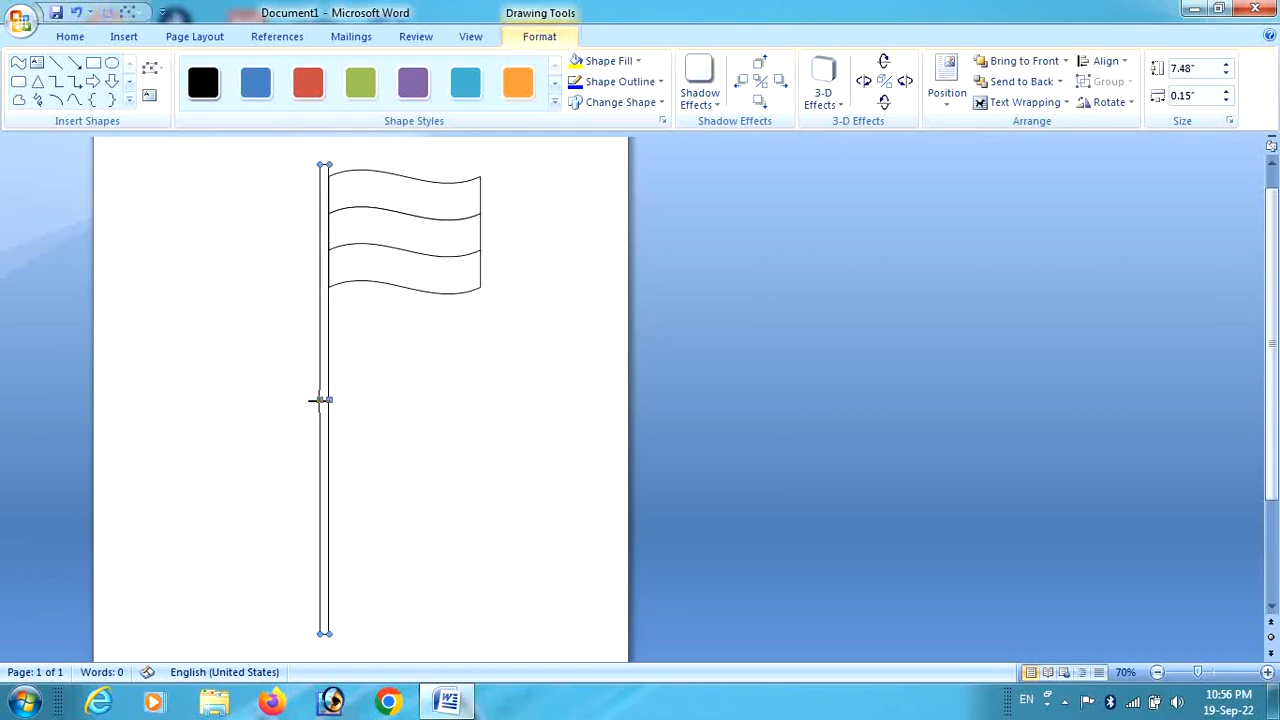 Document1 - Microsoft Word
Drawing Tools
Home
Insert
Page Layout
References
Mailings
Review
View
Format
Shape Fill
Shape Outline
Change Shape
Shadow
Effects
3-D
Effects
Position
Bring to Front
Send to Back
Text Wrapping
Align
Group
Rotate
7.48"
0.15"
Insert Shapes
Shape Styles
Shadow Effects
3-D Effects
Arrange
Size
Page: 1 of 1
Words: 0
English (United States)
70%
EN
10:56 PM
19-Sep-22